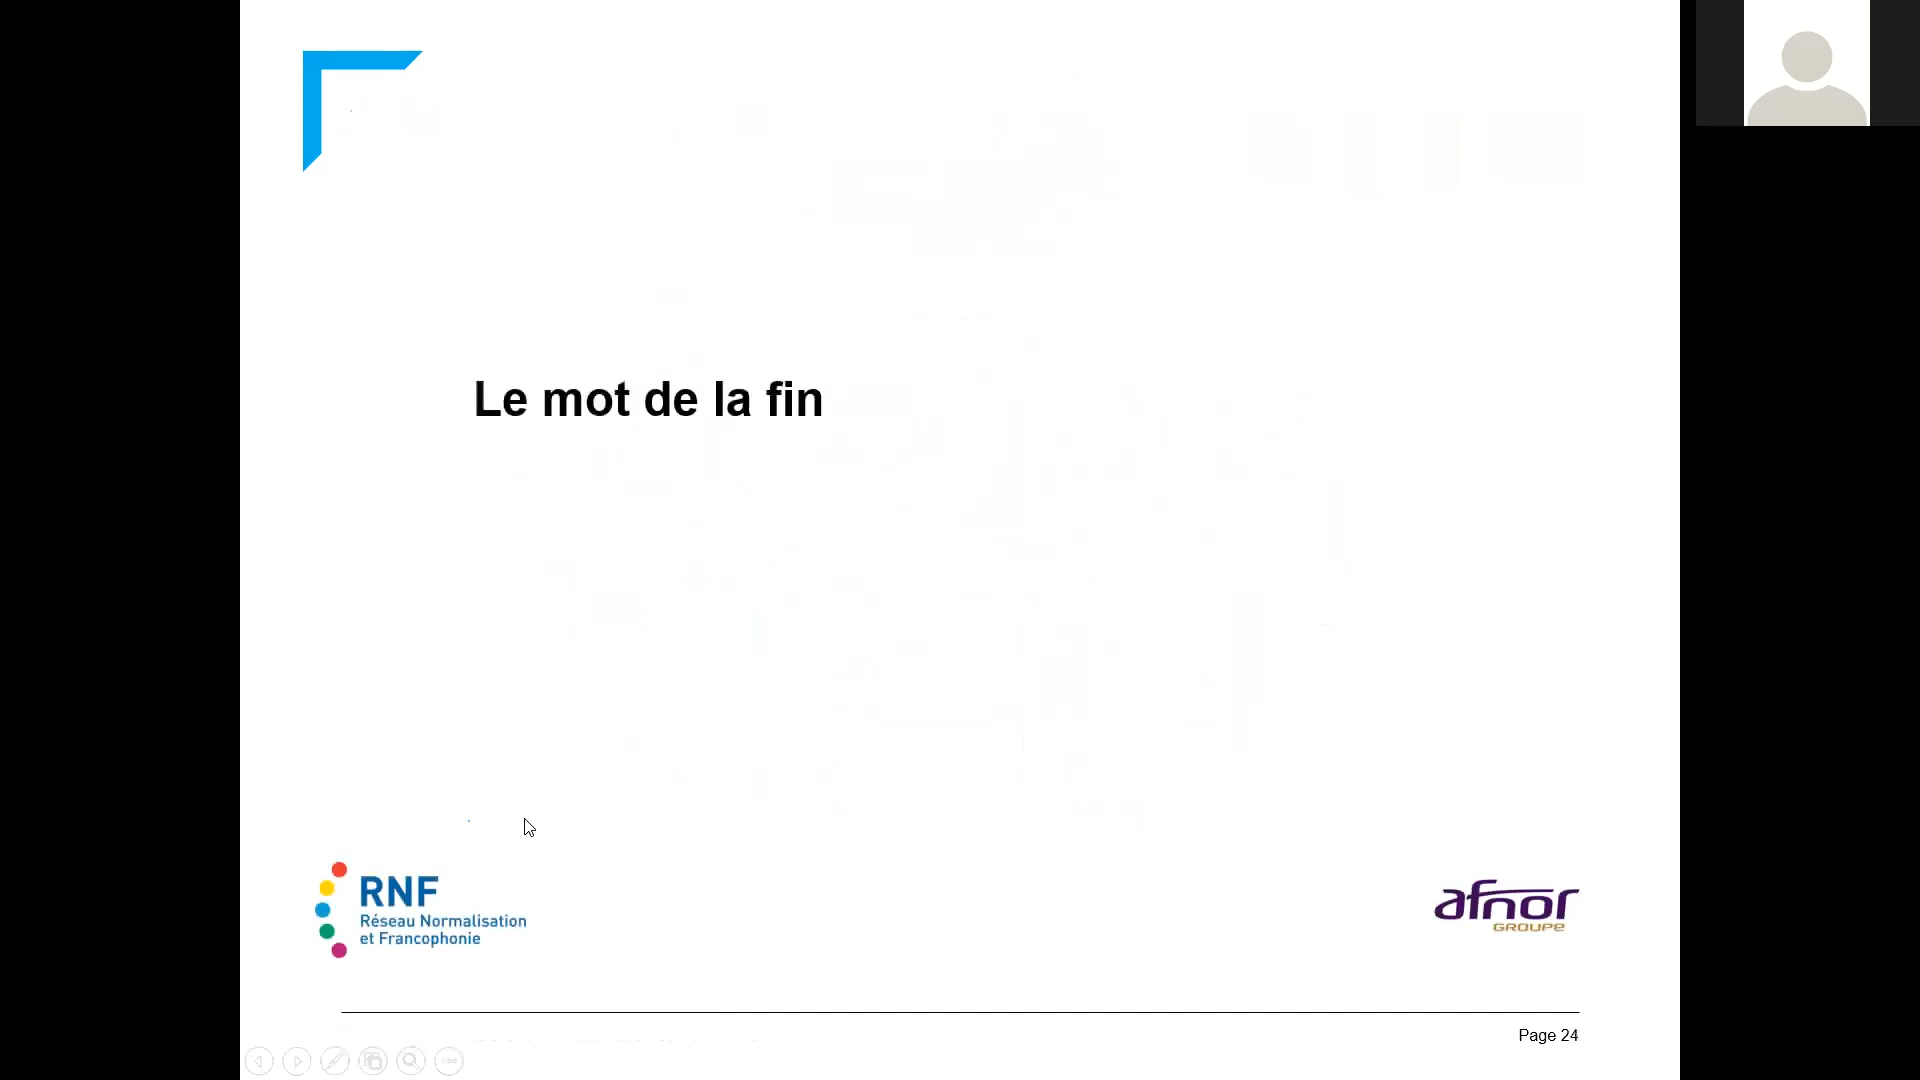 Le mot de la fin
RNF
Réseau Normalisation
et Francophonie
afnor
GROUPE
Page 24